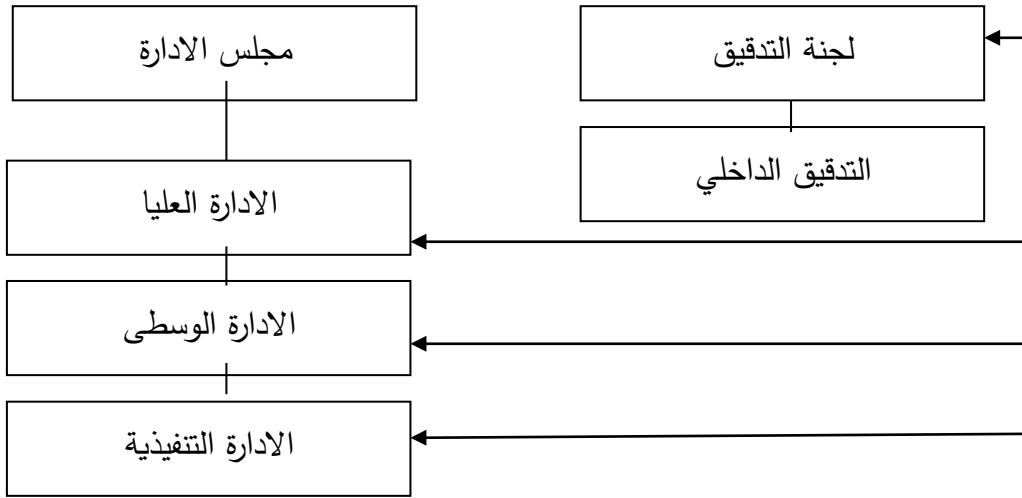 لجنة التدقيق
مجلس الادارة
التدقيق الداخلي
الادارة العليا
الادارة الوسطى
الادارة التنفيذية